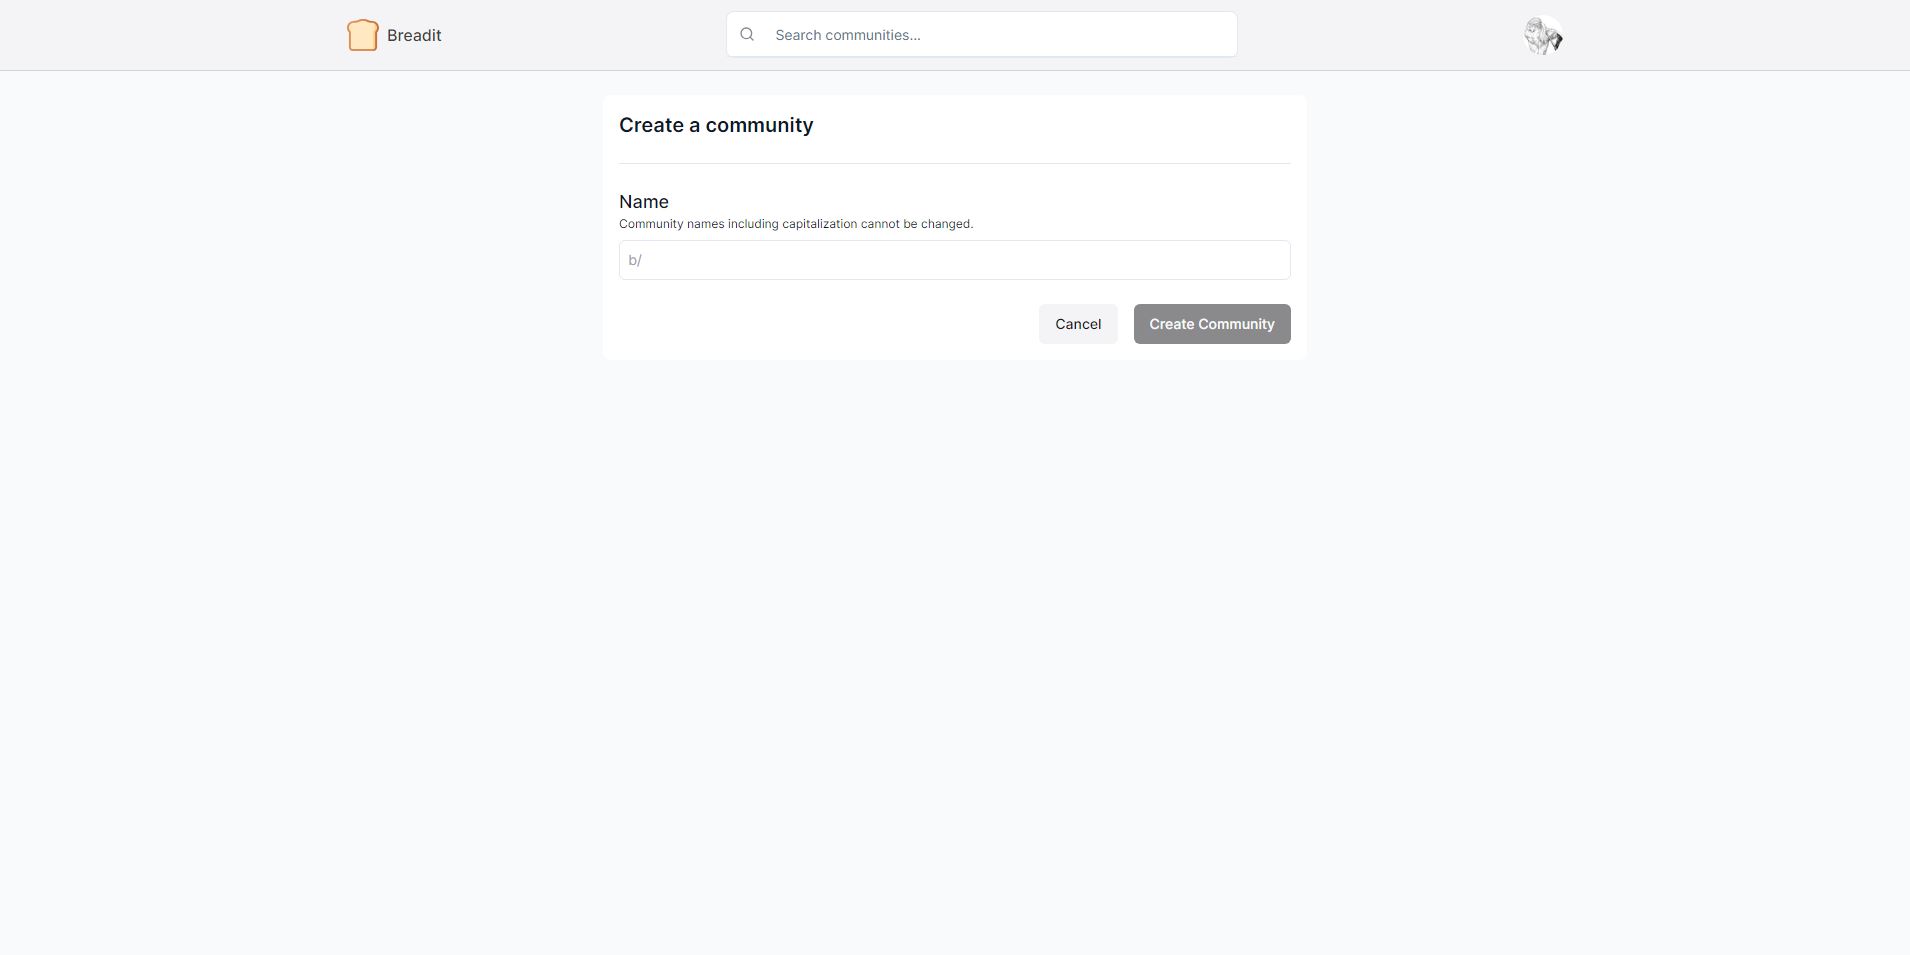 Breadit
Search communities...
Create a community
Name
Community names including capitalization cannot be changed.
b/
Cancel
Create Community